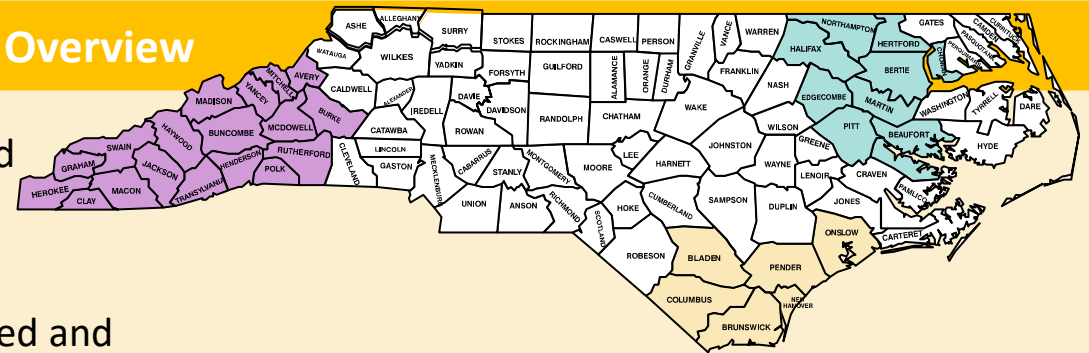 Overview
d
ed and
ASHE
ALLEGHANY
SURRY
STOKES
ROCKINGHAM
CASWELL
PERSON
GRANVILLE
VANCE
WARREN
NORTHAMPTON
GATES
CURRITUCK
CAMDEN
PASQUOTANK
HERTFORD
HALIFAX
CHOWAN
BERTIE
WATAUGA
WILKES
YADKIN
FORSYTH
GUILFORD
ALAMANCE
ORANGE
DURHAM
FRANKLIN
NASH
EDGECOMBE
MARTIN
WASHINGTON
TYRRELL
DARE
AVERY
MITCHELL
YANCEY
MADISON
CALDWELL
ALEXANDER
IREDELL
DAVIE
DAVIDSON
RANDOLPH
CHATHAM
WAKE
WILSON
PITT
BEAUFORT
HYDE
BURKE
MCDOWELL
BUNCOMBE
HAYWOOD
SWAIN
GRAHAM
HEROKEE
CLAY
MACON
JACKSON
TRANSYLVANIA
HENDERSON
POLK
RUTHERFORD
CLEVELAND
CATAWBA
LINCOLN
GASTON
ROWAN
MECKLENBURG
CABARRUS
STANLY
MONTGOMERY
MOORE
LEE
HARNETT
JOHNSTON
WAYNE
GREENE
LENOIR
CRAVEN
PAMLICO
JONES
CARTERET
UNION
ANSON
RICHMOND
SCOTLAND
HOKE
CUMBERLAND
SAMPSON
DUPLIN
ONSLOW
ROBESON
BLADEN
PENDER
NEW
HANOVER
COLUMBUS
BRUNSWICK